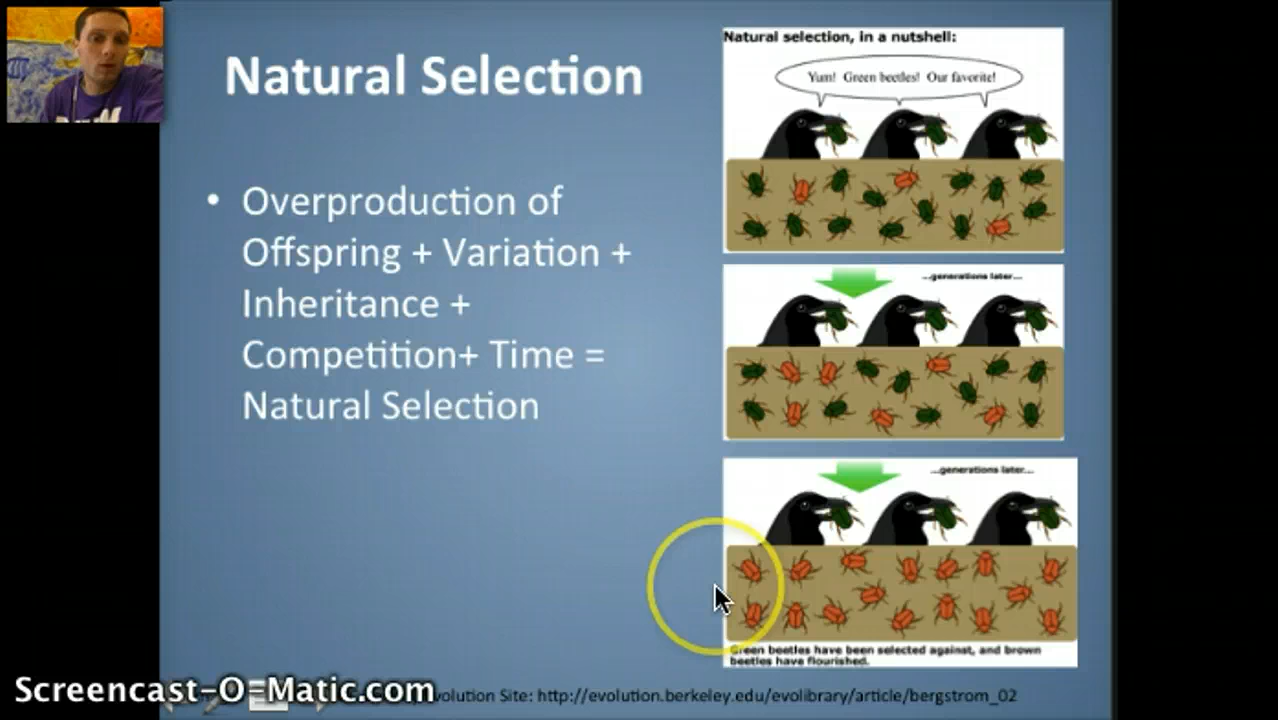 Natural Selection
• Overproduction of
Offspring + Variation +
Inheritance +
Competition+ Time =
Natural Selection
Natural selection, in a nutshell:
Yum! Green beetles! Our favorite!
...generations later...
...generations later...
Green beetles have been selected against, and brown
beetles have flourished.
Screencast-O-Matic.com
volution Site: http://evolution.berkeley.edu/evolibrary/article/bergstrom_02